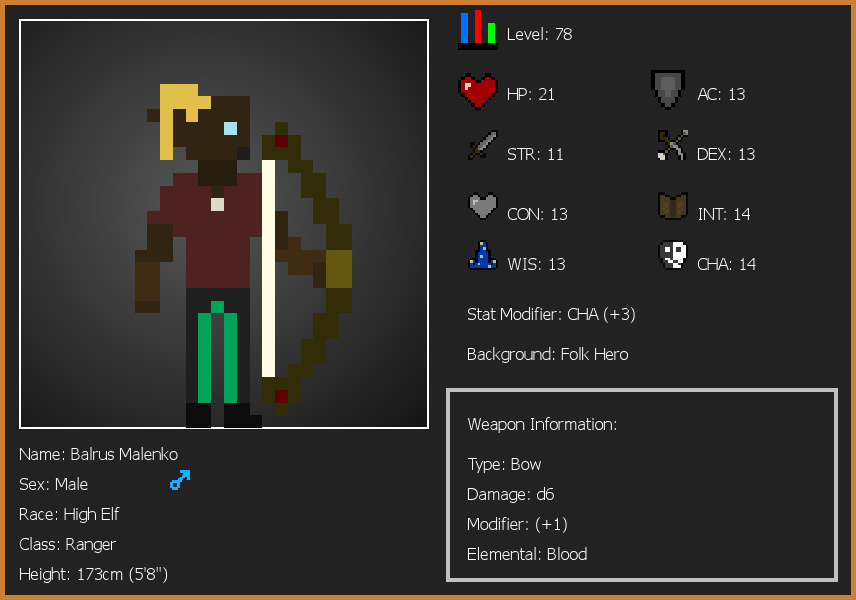 Level: 78
HP: 21
AC: 13
STR: 11
DEX: 13
CON: 13
INT: 14
WIS: 13
CHA: 14
Stat Modifier: CHA (+3)
Background: Folk Hero
Weapon Information:
Type: Bow
Damage: d6
Modifier: (+1)
Elemental: Blood
Name: Balrus Malenko
Sex: Male
Race: High Elf
Class: Ranger
Height: 173cm (5'8")